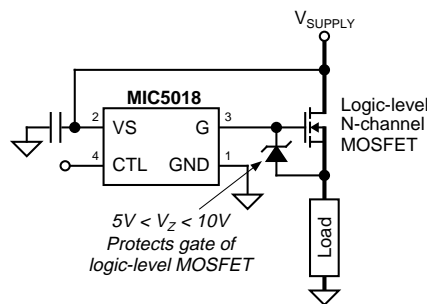 VSUPPLY
MIC5018
Logic-level
N-channel
MOSFET
2 VS G 3
4 CTL GND 1
5V < VZ < 10V
Protects gate of
logic-level MOSFET
Load